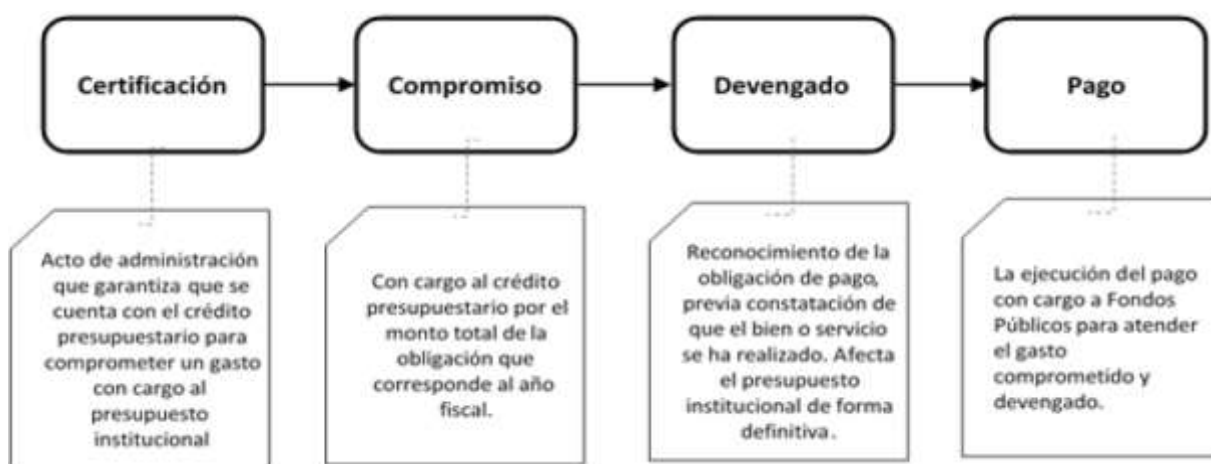 Certificación
Compromiso
Devengado
Pago
Acto de administración
que garantiza que se
cuenta con el crédito
presupuestario para
comprometer un gasto
con cargo al
presupuesto
institucional
Con cargo al crédito
presupuestario por el
monto total de la
obligación que
corresponde al año
fiscal.
Reconocimiento de la
obligación de pago,
previa constatación de
que el bien o servicio
se ha realizado. Afecta
el presupuesto
institucional de forma
definitiva.
La ejecución del pago
con cargo a Fondos
Públicos para atender
el gasto
comprometido y
devengado.